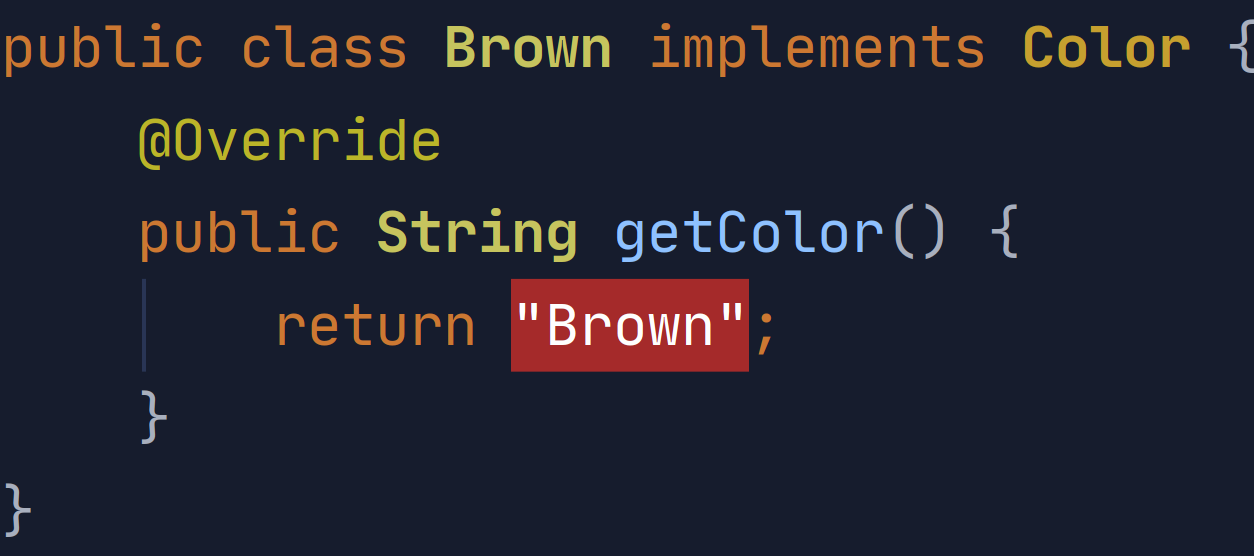 public class Brown implements Color {
    @Override
    public String getColor() {
        return "Brown";
    }
}